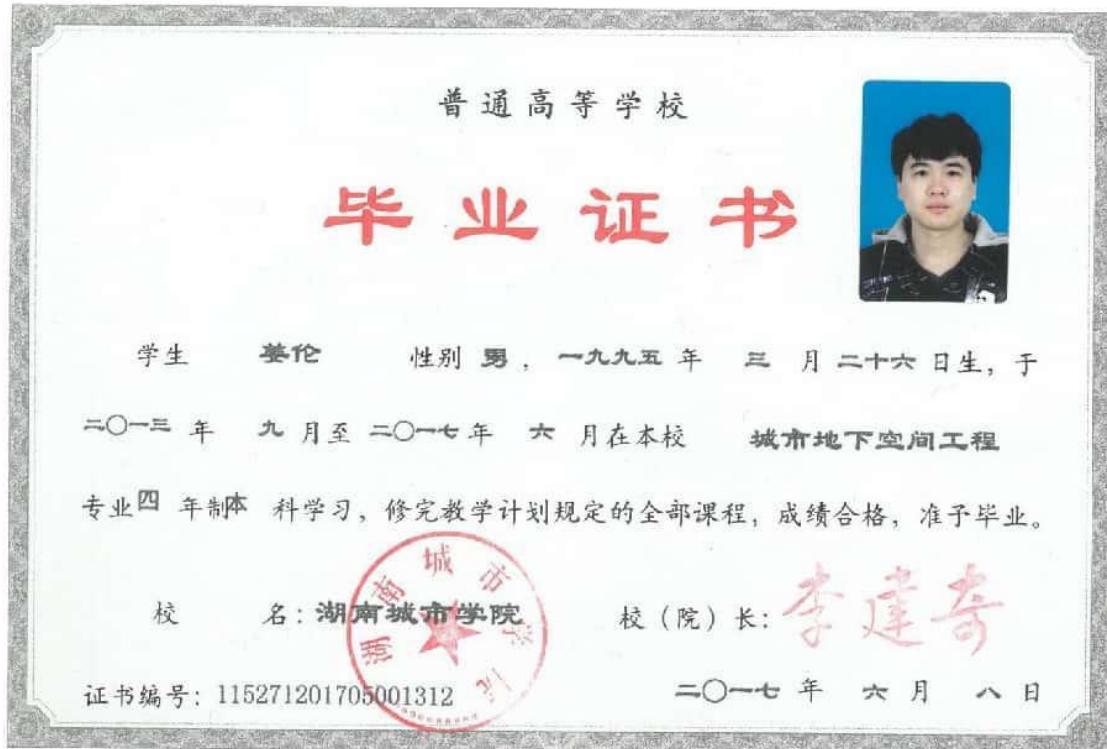 普通高等学校
毕业证书
学生 姜伦 性别 男，一九九五年 三 月 二十六日生，于
二〇一三年 九月至二〇一七年 六 月在本校 城市地下空间工程
专业四 年制本 科学习，修完教学计划规定的全部课程，成绩合格，准予毕业。
校 名：湖南城市学院 校（院）长：李建奇
湖南城市学院
证书编号：115271201705001312 二〇一七年 六月 八日